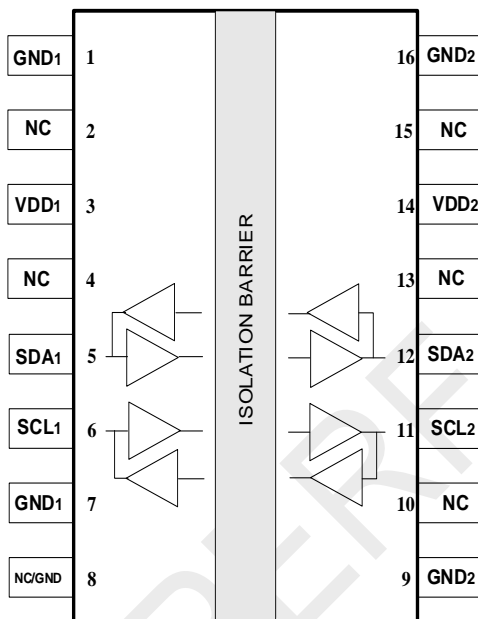 GND1 1 16 GND2
NC 2 15 NC
VDD1 3 14 VDD2
NC 4 13 NC
SDA1 5 12 SDA2
SCL1 6 11 SCL2
GND1 7 10 NC
NC/GND 8 9 GND2
ISOLATION BARRIER